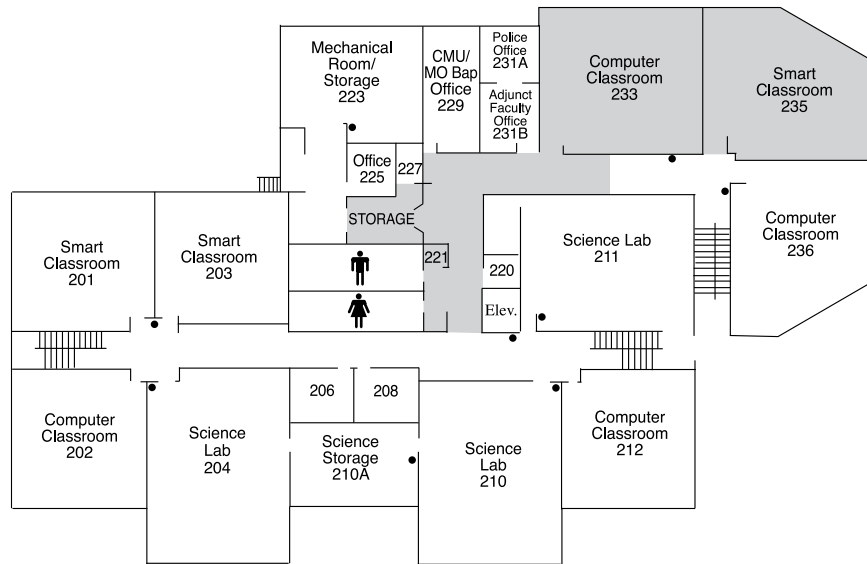 Mechanical
Room/
Storage
223
CMU/
MO Bap
Office
229
Police
Office
231A
Adjunct
Faculty
Office
231B
Computer
Classroom
233
Smart
Classroom
235
Office
225
227
STORAGE
221
220
Elev.
Smart
Classroom
201
Smart
Classroom
203
Science Lab
211
Computer
Classroom
236
Computer
Classroom
202
Science
Lab
204
206
208
Science
Storage
210A
Science
Lab
210
Computer
Classroom
212